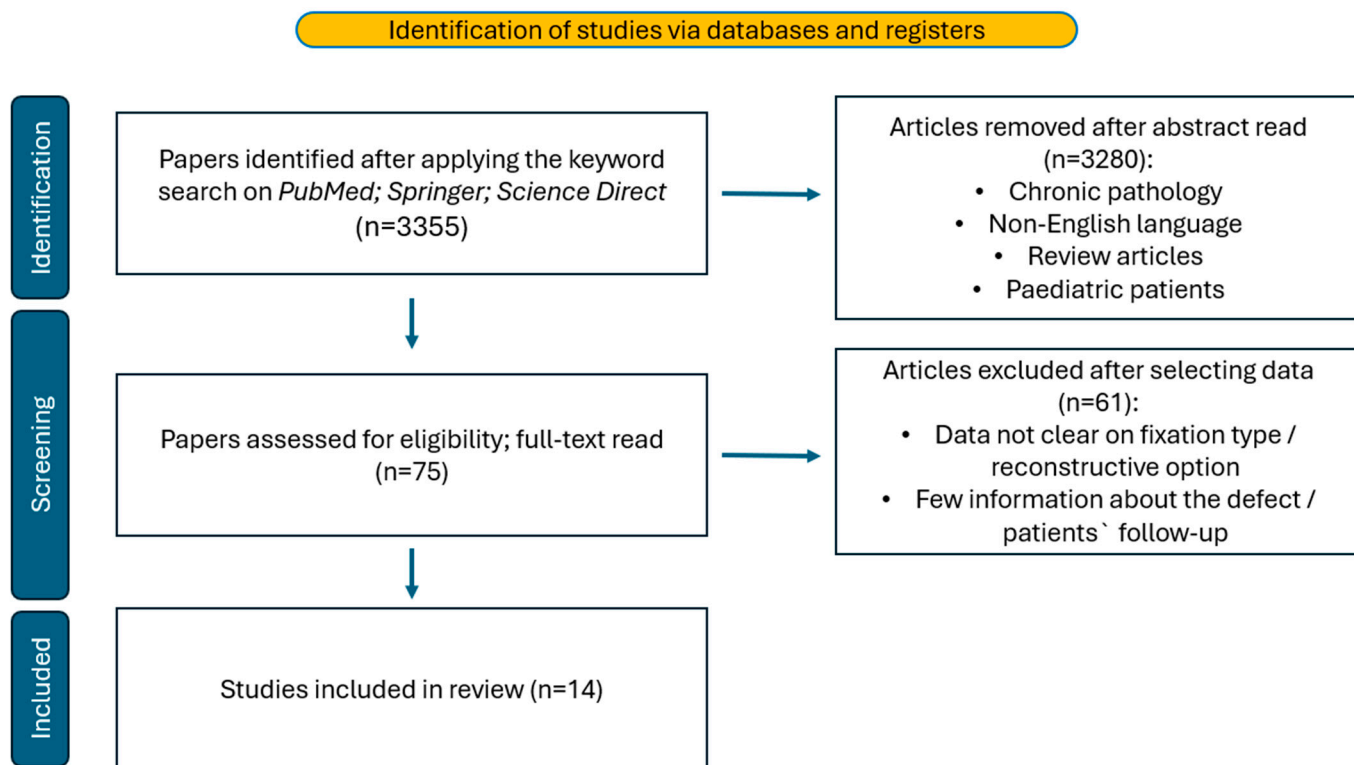 Identification of studies via databases and registers
Identification
Papers identified after applying the keyword
search on PubMed; Springer; Science Direct
(n=3355)
Articles removed after abstract read
(n=3280):
• Chronic pathology
• Non-English language
• Review articles
• Paediatric patients
Screening
Papers assessed for eligibility; full-text read
(n=75)
Articles excluded after selecting data
(n=61):
• Data not clear on fixation type /
reconstructive option
• Few information about the defect /
patients` follow-up
Included
Studies included in review (n=14)